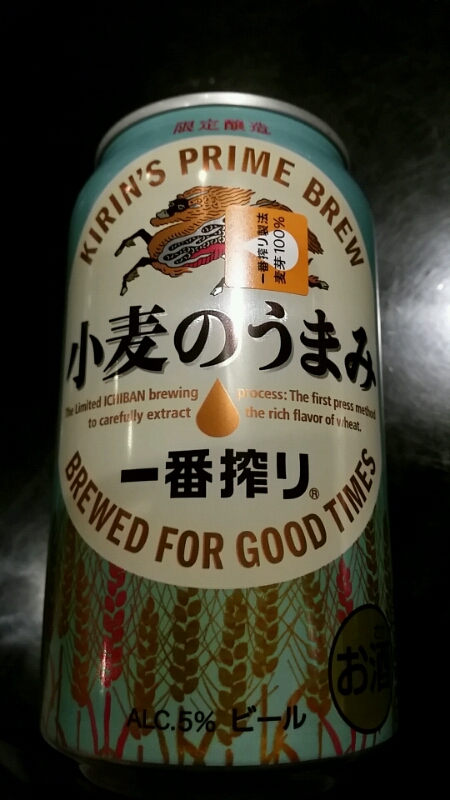 限定醸造
KIRIN'S PRIME BREW
一番搾り製法
麦芽100%
小麦のうまみ
The Limited ICHIBAN brewing process: The first press method
to carefully extract the rich flavor of wheat.
一番搾り®
BREWED FOR GOOD TIMES
お酒
ALC.5% ビール